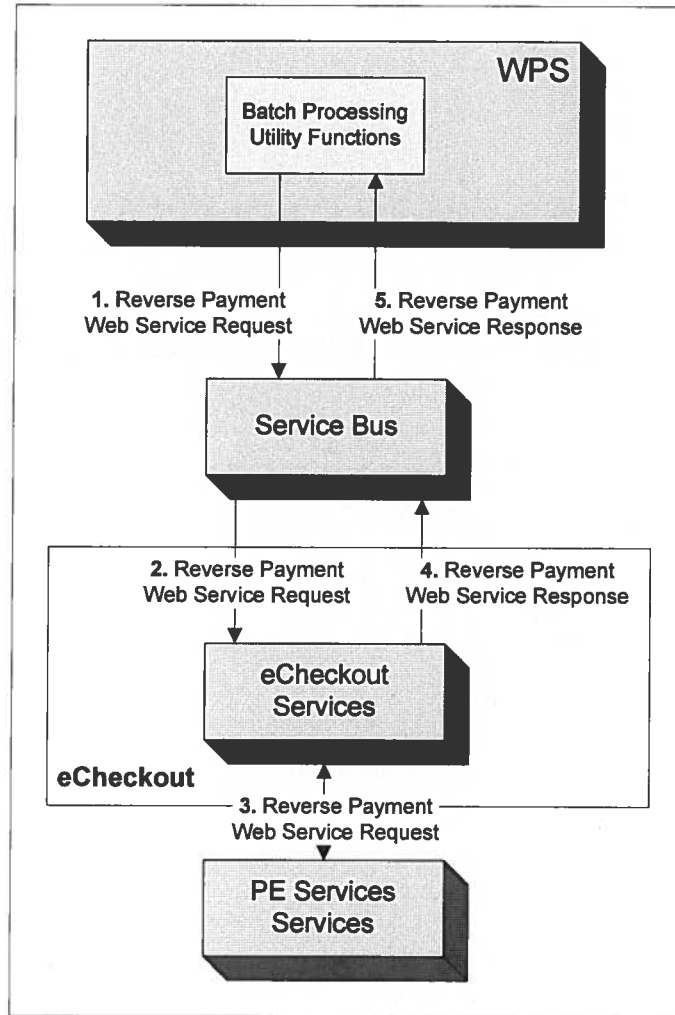 WPS
Batch Processing
Utility Functions
1. Reverse Payment
Web Service Request
5. Reverse Payment
Web Service Response
Service Bus
2. Reverse Payment
Web Service Request
4. Reverse Payment
Web Service Response
eCheckout
Services
eCheckout
3. Reverse Payment
Web Service Request
PE Services
Services